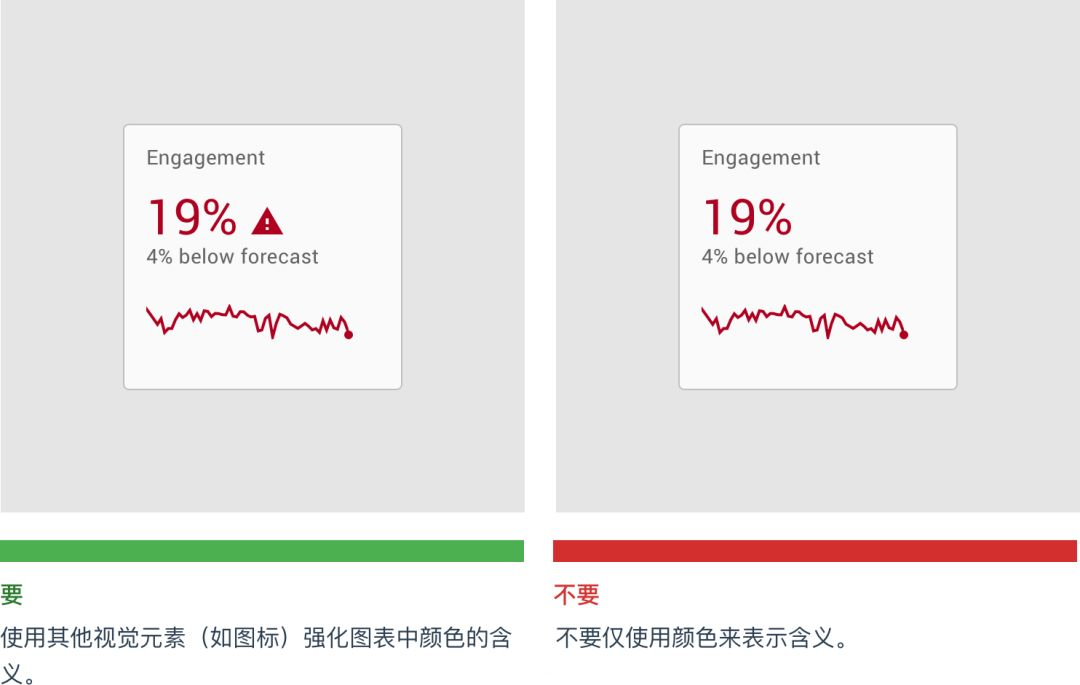 Engagement
19%
4% below forecast
Engagement
19%
4% below forecast
要
使用其他视觉元素（如图标）强化图表中颜色的含
义。
不要
不要仅使用颜色来表示含义。